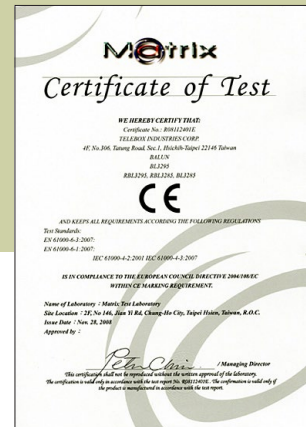 Matrix
Certificate of Test
WE HEREBY CERTIFY THAT:
Certificate No.: R08112401E
TELEBOX INDUSTRIES CORP.
4F, No.306, Tatung Road, Sec.1, Hsichih-Taipei 22146 Taiwan
BALUN
BL3295
RBL3295, RBL3285, BL3285
CE
AND KEEPS ALL REQUIREMENTS ACCORDING THE FOLLOWING REGULATIONS
Test Standards:
EN 61000-6-3:2007:
EN 61000-6-1:2007:
IEC 61000-4-2:2001 IEC 61000-4-3:2007
IS IN COMPLIANCE TO THE EUROPEAN COUNCIL DIRECTIVE 2004/108/EC
WITHIN CE MARKING REQUIREMENT.
Name of Laboratory : Matrix Test Laboratory
Site Location : 2F, No 146, Jian Yi Rd, Chung-Ho City, Taipei Hsien, Taiwan, R.O.C.
Issue Date : Nov. 28, 2008
Approved by :
/ Managing Director
This certification shall not be reproduced without the written approval of the laboratory.
The certification is valid only in accordance with the test report No. R08112401E . The confirmation is valid only if
the product is manufactured in accordance with the test report.